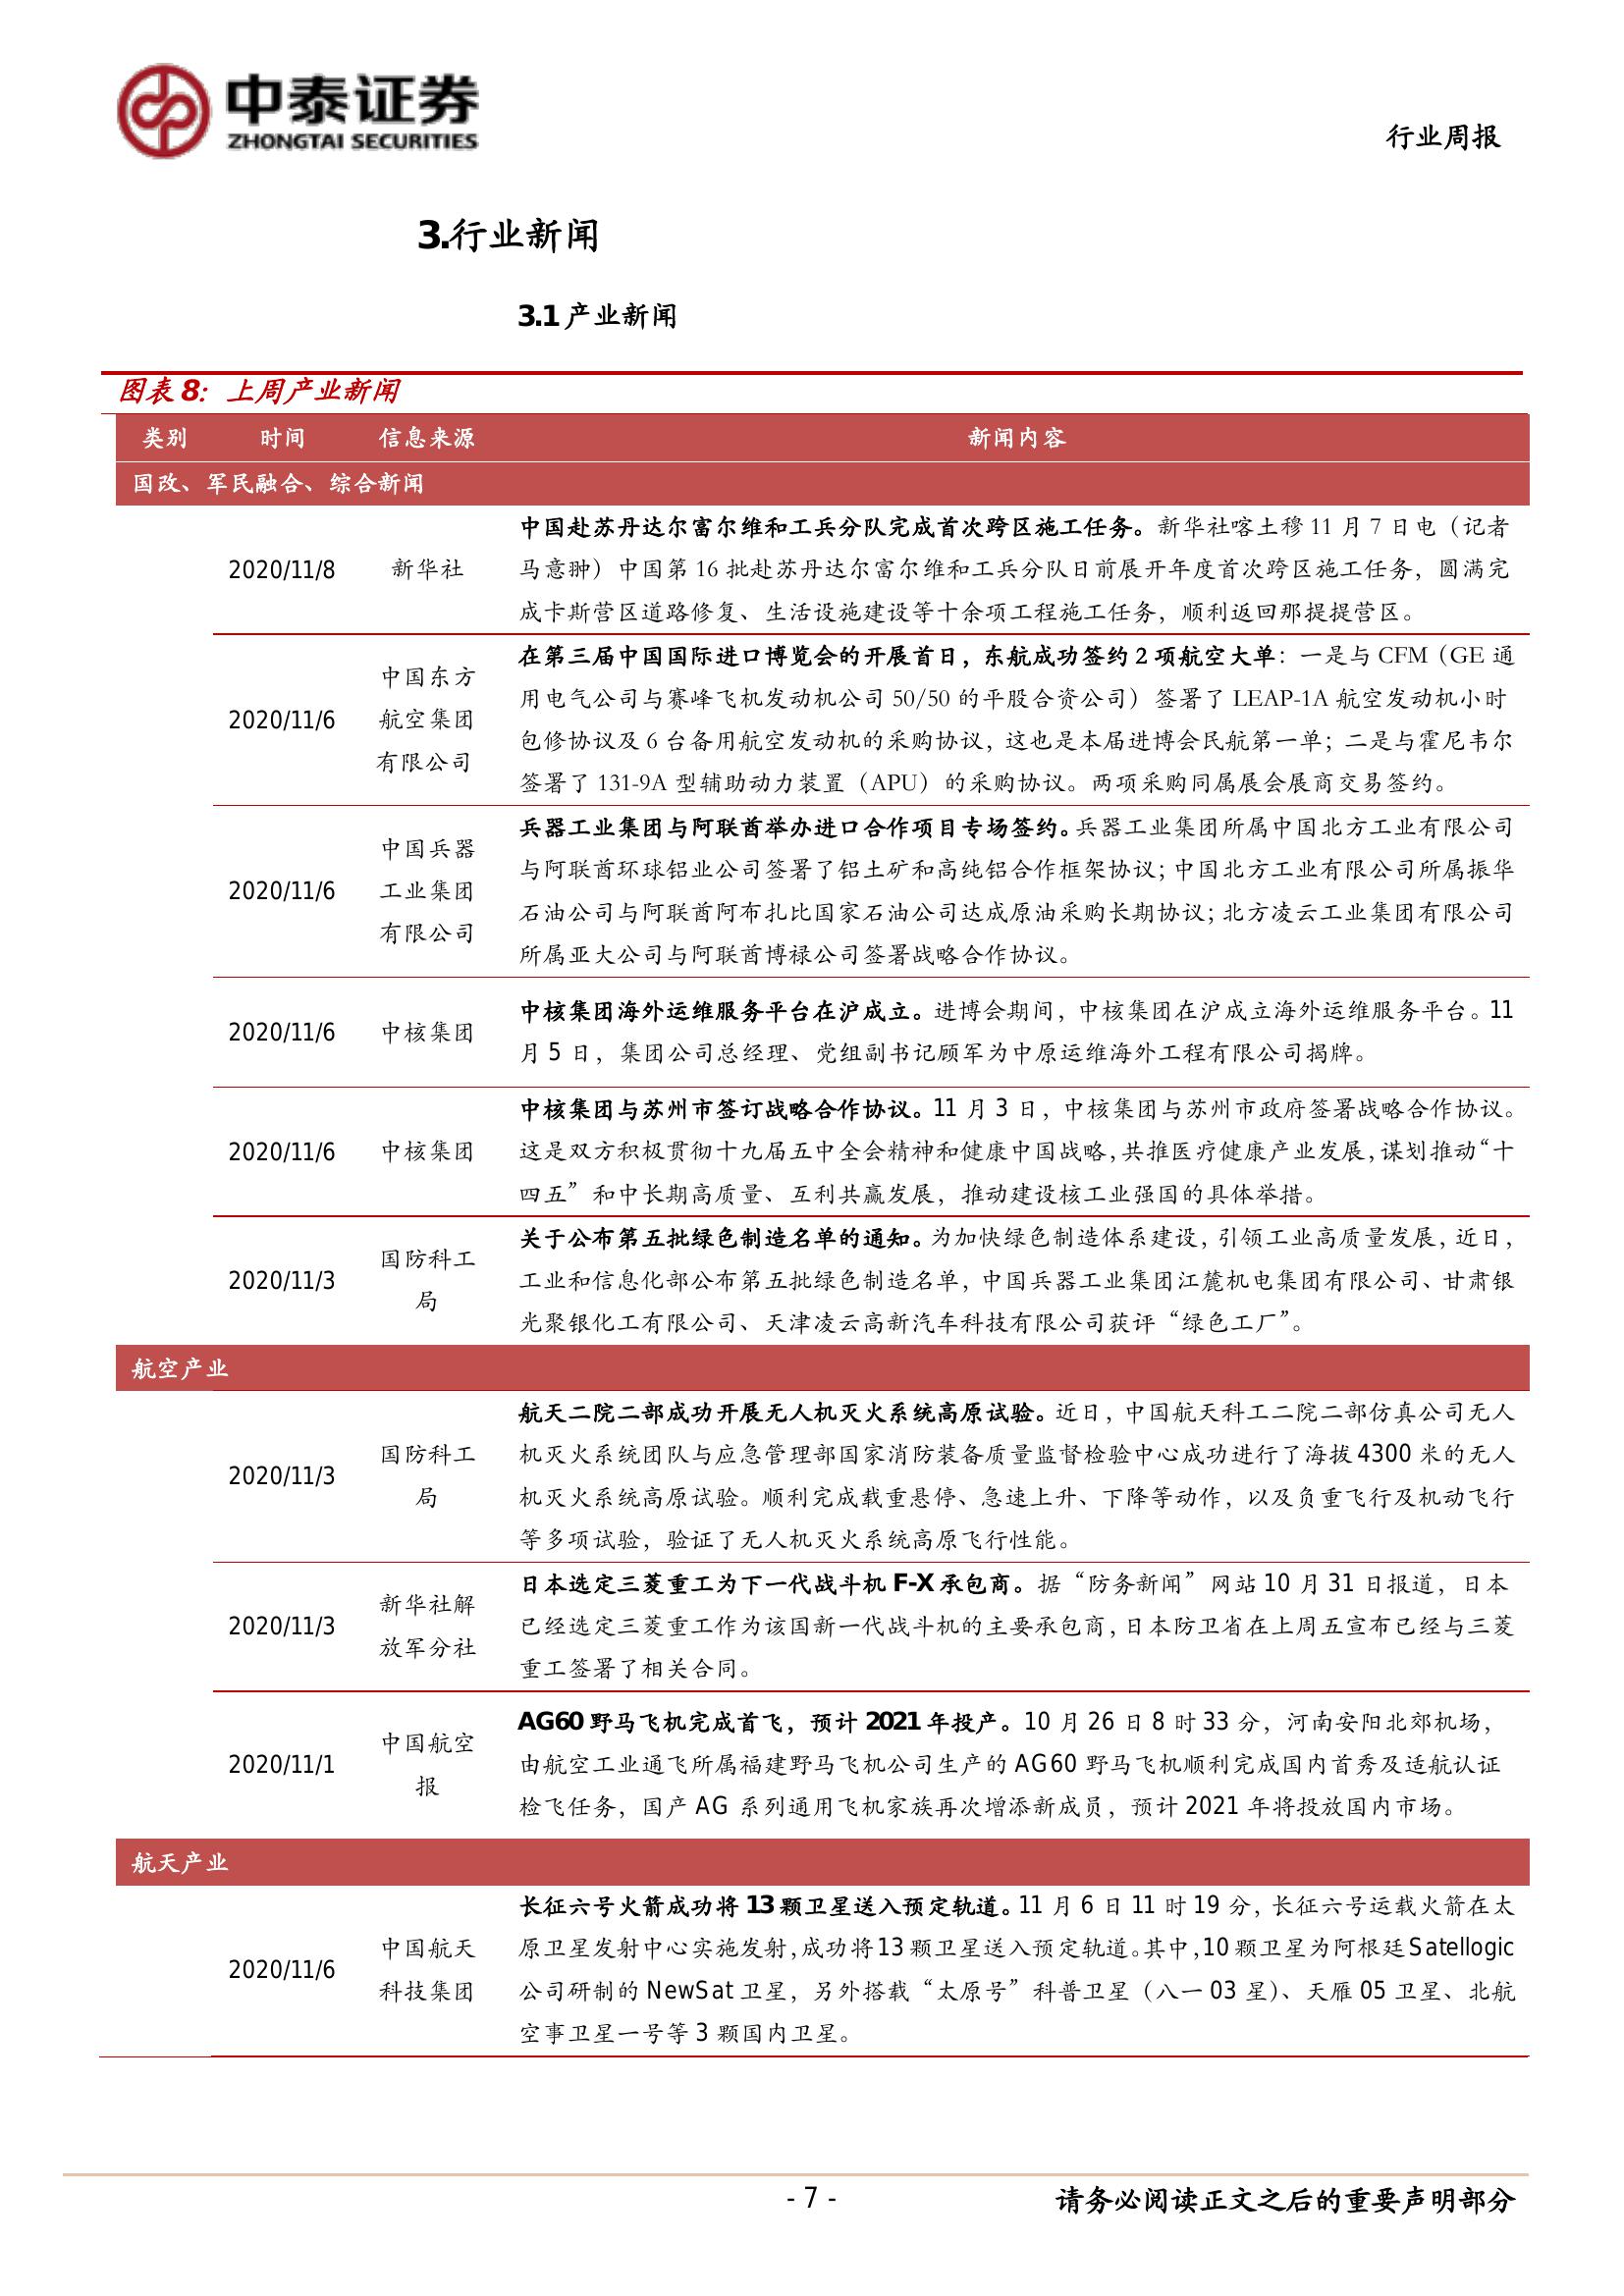 中泰证券
ZHONGTAI SECURITIES
行业周报
3.行业新闻
3.1 产业新闻
图表 8：上周产业新闻
类别 时间 信息来源 新闻内容
国改、军民融合、综合新闻
2020/11/8
新华社
中国赴苏丹达尔富尔维和工兵分队完成首次跨区施工任务。新华社喀土穆 11 月 7 日电（记者
马意翀）中国第 16 批赴苏丹达尔富尔维和工兵分队日前展开年度首次跨区施工任务，圆满完
成卡斯营区道路修复、生活设施建设等十余项工程施工任务，顺利返回那提提营区。
2020/11/6
中国东方
航空集团
有限公司
在第三届中国国际进口博览会的开展首日，东航成功签约 2 项航空大单：一是与 CFM（GE 通
用电气公司与赛峰飞机发动机公司 50/50 的平股合资公司）签署了 LEAP-1A 航空发动机小时
包修协议及 6 台备用航空发动机的采购协议，这也是本届进博会民航第一单；二是与霍尼韦尔
签署了 131-9A 型辅助动力装置（APU）的采购协议。两项采购同属展会展商交易签约。
2020/11/6
中国兵器
工业集团
有限公司
兵器工业集团与阿联酋举办进口合作项目专场签约。兵器工业集团所属中国北方工业有限公司
与阿联酋环球铝业公司签署了铝土矿和高纯铝合作框架协议；中国北方工业有限公司所属振华
石油公司与阿联酋阿布扎比国家石油公司达成原油采购长期协议；北方凌云工业集团有限公司
所属亚大公司与阿联酋博禄公司签署战略合作协议。
2020/11/6
中核集团
中核集团海外运维服务平台在沪成立。进博会期间，中核集团在沪成立海外运维服务平台。11
月 5 日，集团公司总经理、党组副书记顾军为中原运维海外工程有限公司揭牌。
2020/11/6
中核集团
中核集团与苏州市签订战略合作协议。11 月 3 日，中核集团与苏州市政府签署战略合作协议。
这是双方积极贯彻十九届五中全会精神和健康中国战略，共推医疗健康产业发展，谋划推动“十
四五”和中长期高质量、互利共赢发展，推动建设核工业强国的具体举措。
2020/11/3
国防科工
局
关于公布第五批绿色制造名单的通知。为加快绿色制造体系建设，引领工业高质量发展，近日，
工业和信息化部公布第五批绿色制造名单，中国兵器工业集团江麓机电集团有限公司、甘肃银
光聚银化工有限公司、天津凌云高新汽车科技有限公司获评“绿色工厂”。
航空产业
2020/11/3
国防科工
局
航天二院二部成功开展无人机灭火系统高原试验。近日，中国航天科工二院二部仿真公司无人
机灭火系统团队与应急管理部国家消防装备质量监督检验中心成功进行了海拔 4300 米的无人
机灭火系统高原试验。顺利完成载重悬停、急速上升、下降等动作，以及负重飞行及机动飞行
等多项试验，验证了无人机灭火系统高原飞行性能。
2020/11/3
新华社解
放军分社
日本选定三菱重工为下一代战斗机 F-X 承包商。据“防务新闻”网站 10 月 31 日报道，日本
已经选定三菱重工作为该国新一代战斗机的主要承包商，日本防卫省在上周五宣布已经与三菱
重工签署了相关合同。
2020/11/1
中国航空
报
AG60 野马飞机完成首飞，预计 2021 年投产。10 月 26 日 8 时 33 分，河南安阳北郊机场，
由航空工业通飞所属福建野马飞机公司生产的 AG60 野马飞机顺利完成国内首秀及适航认证
检飞任务，国产 AG 系列通用飞机家族再次增添新成员，预计 2021 年将投放国内市场。
航天产业
2020/11/6
中国航天
科技集团
长征六号火箭成功将 13 颗卫星送入预定轨道。11 月 6 日 11 时 19 分，长征六号运载火箭在太
原卫星发射中心实施发射，成功将 13 颗卫星送入预定轨道。其中，10 颗卫星为阿根廷 Satellogic
公司研制的 NewSat 卫星，另外搭载“太原号”科普卫星（八一 03 星）、天雁 05 卫星、北航
空事卫星一号等 3 颗国内卫星。
- 7 -
请务必阅读正文之后的重要声明部分